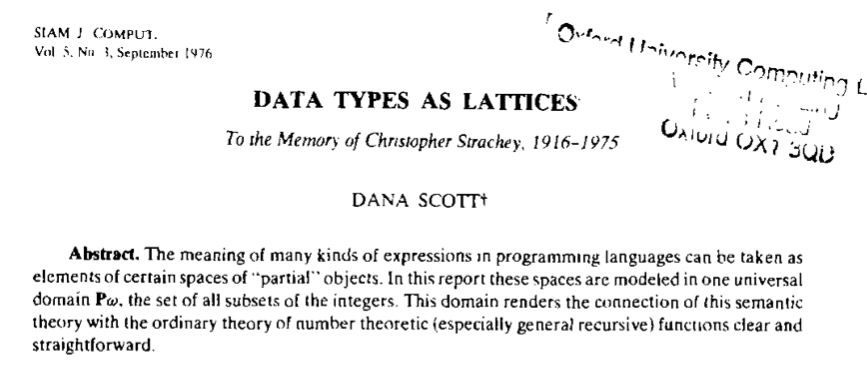 SIAM J. COMPUT.
Vol. 5, No. 3, September 1976
Oxford University Computing L
Oxford OX1 3QD
DATA TYPES AS LATTICES
To the Memory of Christopher Strachey, 1916–1975
DANA SCOTT†
Abstract. The meaning of many kinds of expressions in programming languages can be taken as
elements of certain spaces of "partial" objects. In this report these spaces are modeled in one universal
domain Pω, the set of all subsets of the integers. This domain renders the connection of this semantic
theory with the ordinary theory of number theoretic (especially general recursive) functions clear and
straightforward.